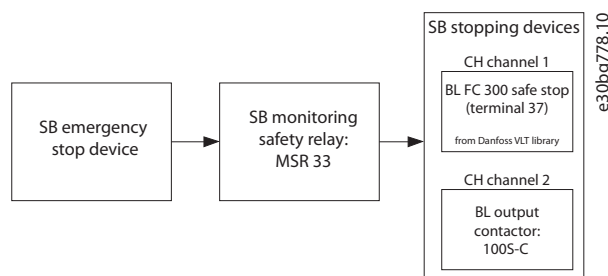 SB emergency
stop device
SB monitoring
safety relay:
MSR 33
SB stopping devices
CH channel 1
BL FC 300 safe stop
(terminal 37)
from Danfoss VLT library
CH channel 2
BL output
contactor:
100S-C
e30bg778.10